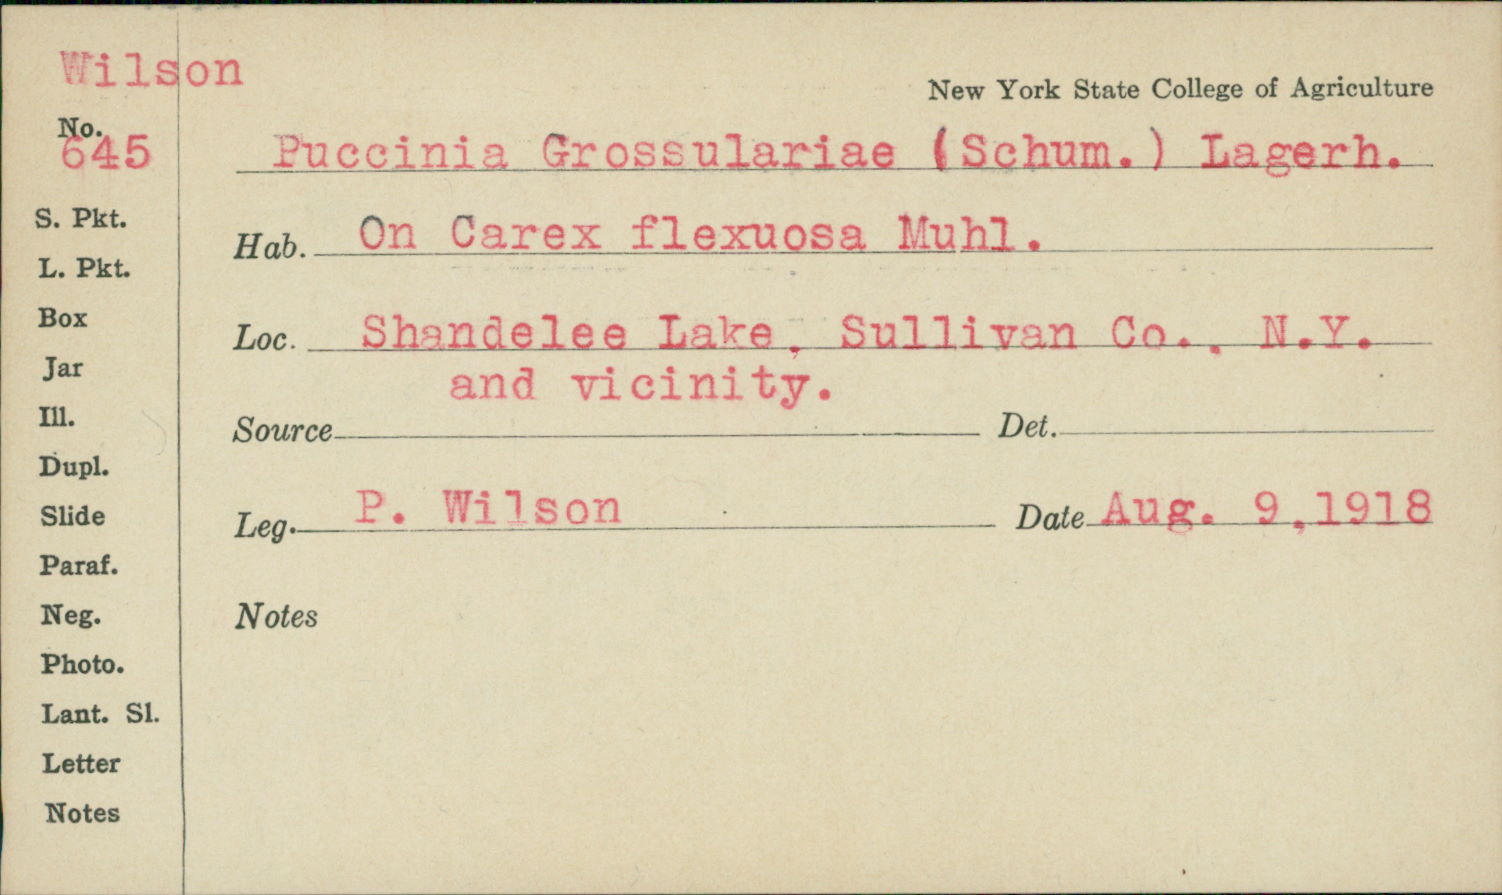 Wilson
New York State College of Agriculture
No.
645
Puccinia Grossulariae (Schum.) Lagerh.
S. Pkt.
Hab. On Carex flexuosa Muhl.
L. Pkt.
Box
Loc. Shandelee Lake, Sullivan Co., N.Y.
Jar
and vicinity.
Ill.
Source Det.
Dupl.
Slide
Leg. P. Wilson Date Aug. 9,1918
Paraf.
Neg.
Notes
Photo.
Lant. Sl.
Letter
Notes